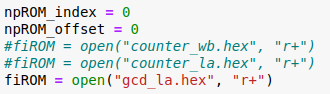 npROM_index = 0
npROM_offset = 0
#fiROM = open("counter_wb.hex", "r+")
#fiROM = open("counter_la.hex", "r+")
fiROM = open("gcd_la.hex", "r+")